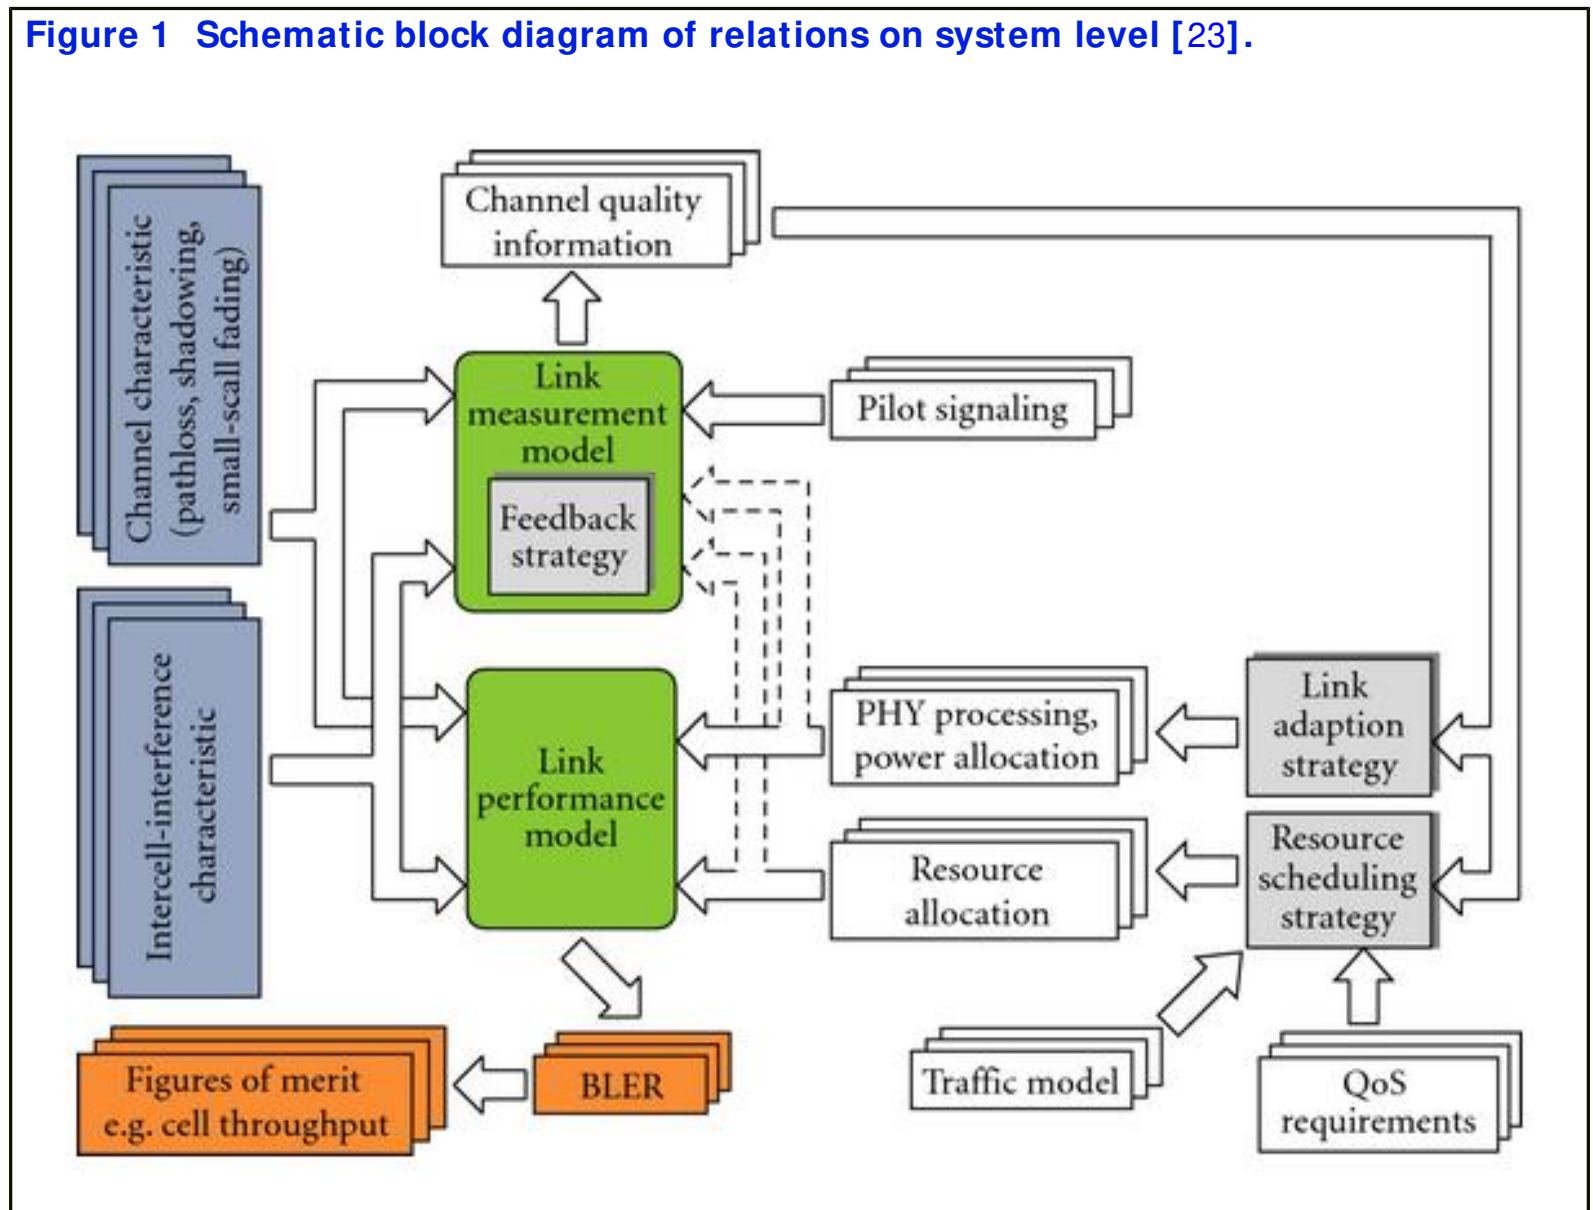 Figure 1 Schematic block diagram of relations on system level [23].
Channel characteristic
(pathloss, shadowing,
small-scall fading)
Channel quality
information
Link
measurement
model
Feedback
strategy
Pilot signaling
Intercell-interference
characteristic
Link
performance
model
PHY processing,
power allocation
Link
adaption
strategy
Resource
allocation
Resource
scheduling
strategy
Figures of merit
e.g. cell throughput
BLER
Traffic model
QoS
requirements